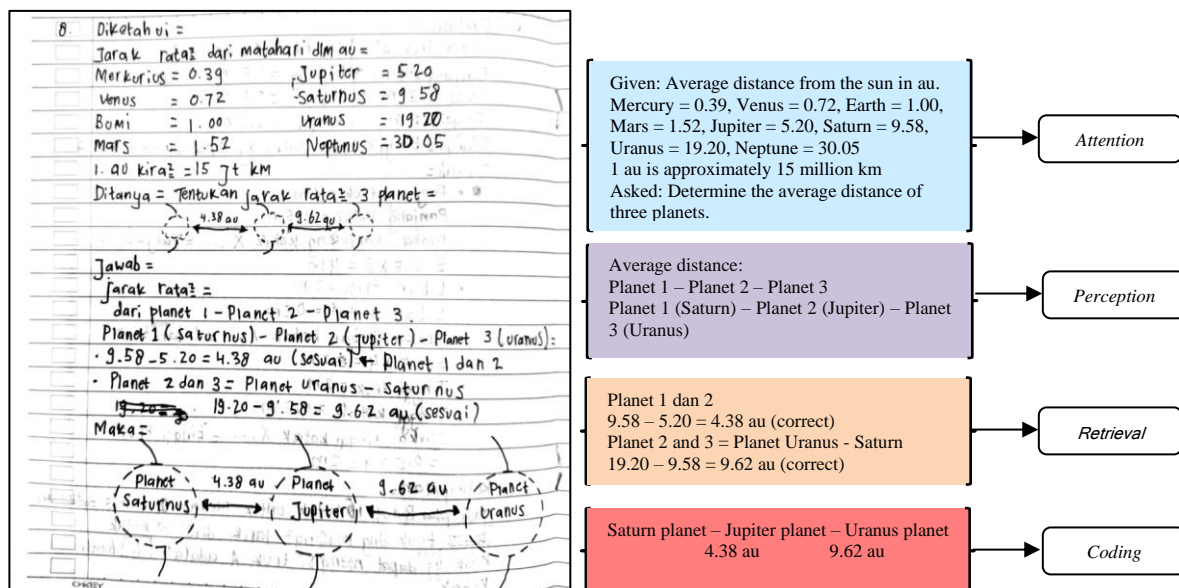 8. Diketahui =
Jarak rata² dari matahari dlm au =
Merkurius = 0.39 Jupiter = 5.20
Venus = 0.72 Saturnus = 9.58
Bumi = 1.00 Uranus = 19.20
Mars = 1.52 Neptunus = 30.05
1. au kira² = 15 jt km
Ditanya = Tentukan jarak rata² 3 planet =
4.38 au 9.62 au
Jawab =
jarak rata² =
dari planet 1 - Planet 2 - Planet 3.
Planet 1 (saturnus) - Planet 2 (jupiter) - Planet 3 (uranus):
· 9.58 - 5.20 = 4.38 au (sesuai) ← Planet 1 dan 2
· Planet 2 dan 3 = Planet uranus - saturnus
19.20 - 9.58 = 9.62 au (sesuai)
Maka =
Planet Saturnus 4.38 au Planet Jupiter 9.62 au Planet Uranus
Given: Average distance from the sun in au.
Mercury = 0.39, Venus = 0.72, Earth = 1.00,
Mars = 1.52, Jupiter = 5.20, Saturn = 9.58,
Uranus = 19.20, Neptune = 30.05
1 au is approximately 15 million km
Asked: Determine the average distance of
three planets.
Attention
Average distance:
Planet 1 – Planet 2 – Planet 3
Planet 1 (Saturn) – Planet 2 (Jupiter) – Planet
3 (Uranus)
Perception
Planet 1 dan 2
9.58 – 5.20 = 4.38 au (correct)
Planet 2 and 3 = Planet Uranus - Saturn
19.20 – 9.58 = 9.62 au (correct)
Retrieval
Saturn planet – Jupiter planet – Uranus planet
4.38 au 9.62 au
Coding